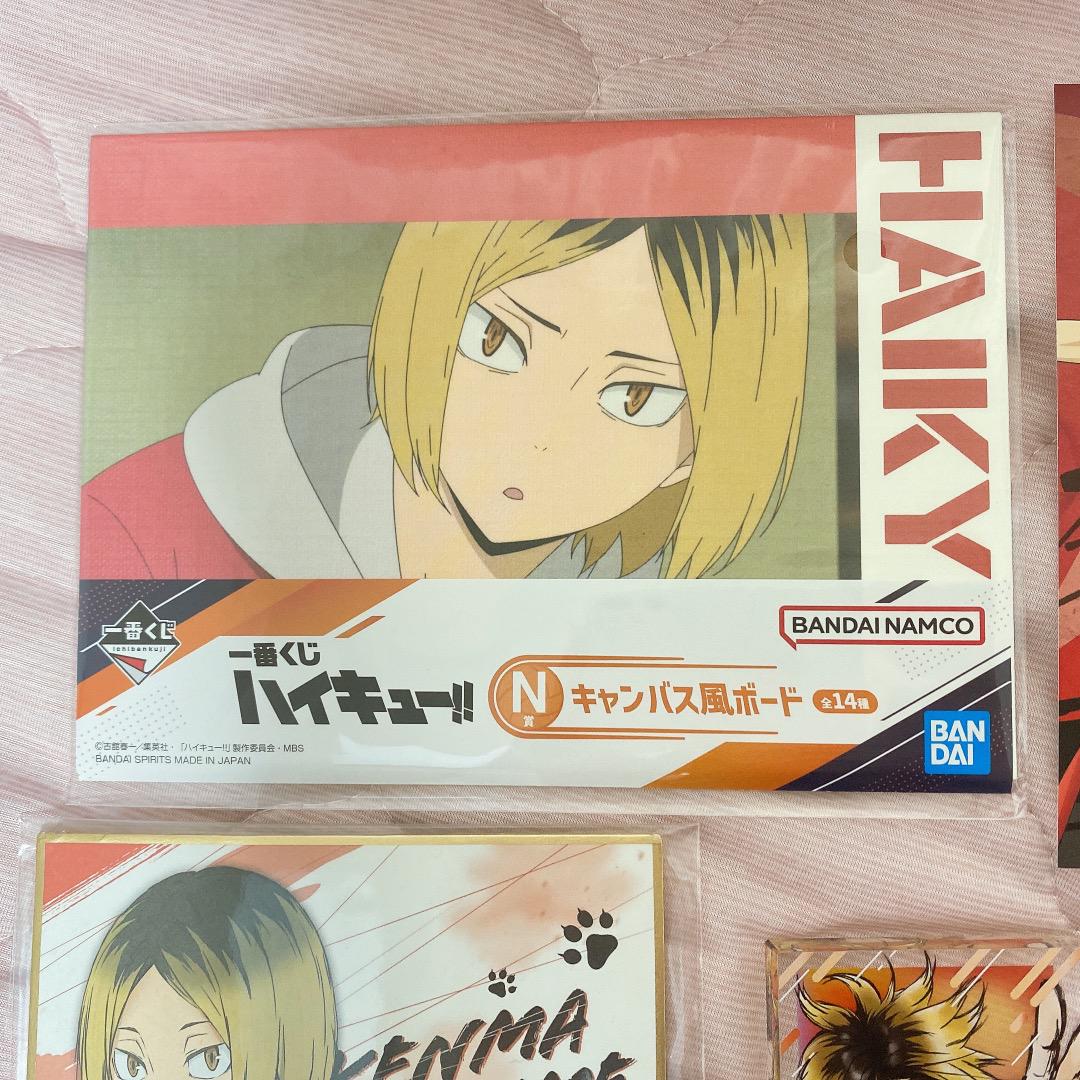 HAIKY
一番くじ
ichibankuji
一番くじ
ハイキュー!!
N
賞
キャンバス風ボード
全14種
BANDAI NAMCO
BAN
DAI
©古舘春一/集英社・「ハイキュー!!」製作委員会・MBS
BANDAI SPIRITS MADE IN JAPAN
KENMA